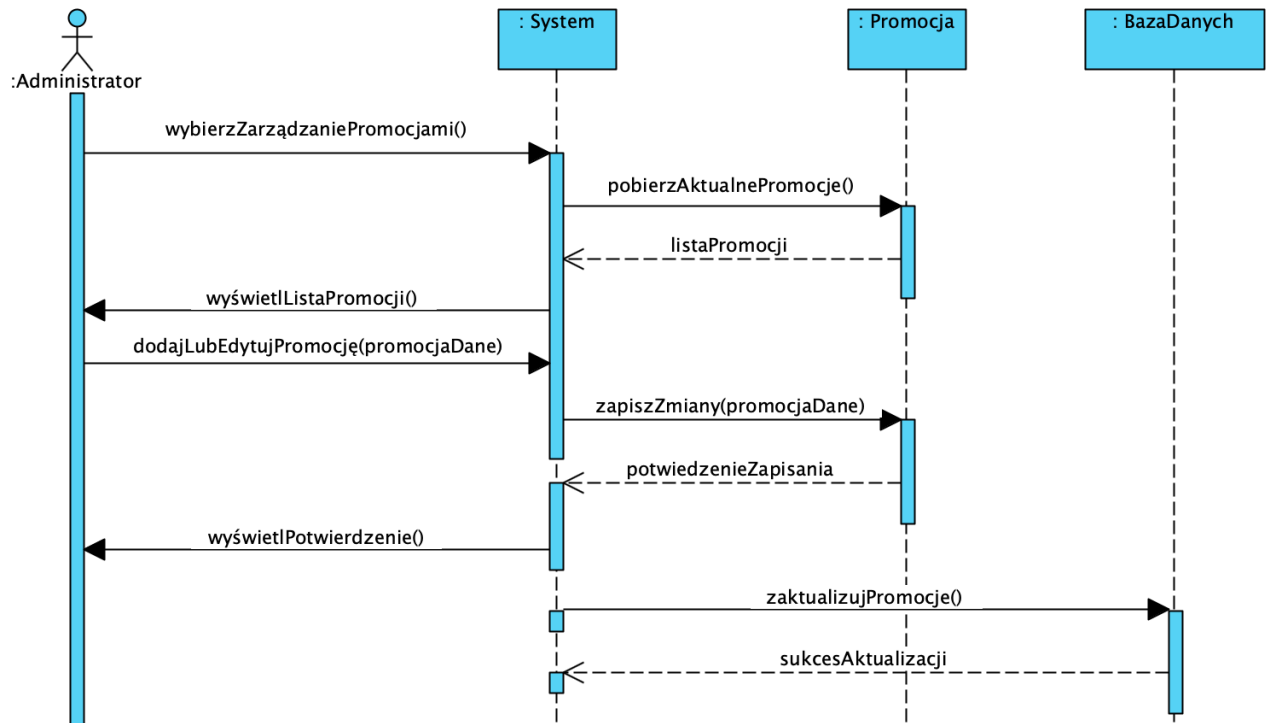 : System
: Promocja
: BazaDanych
:Administrator
wybierzZarządzaniePromocjami()
pobierzAktualnePromocje()
listaPromocji
wyświetlListaPromocji()
dodajLubEdytujPromocję(promocjaDane)
zapiszZmiany(promocjaDane)
potwiedzenieZapisania
wyświetlPotwierdzenie()
zaktualizujPromocje()
sukcesAktualizacji